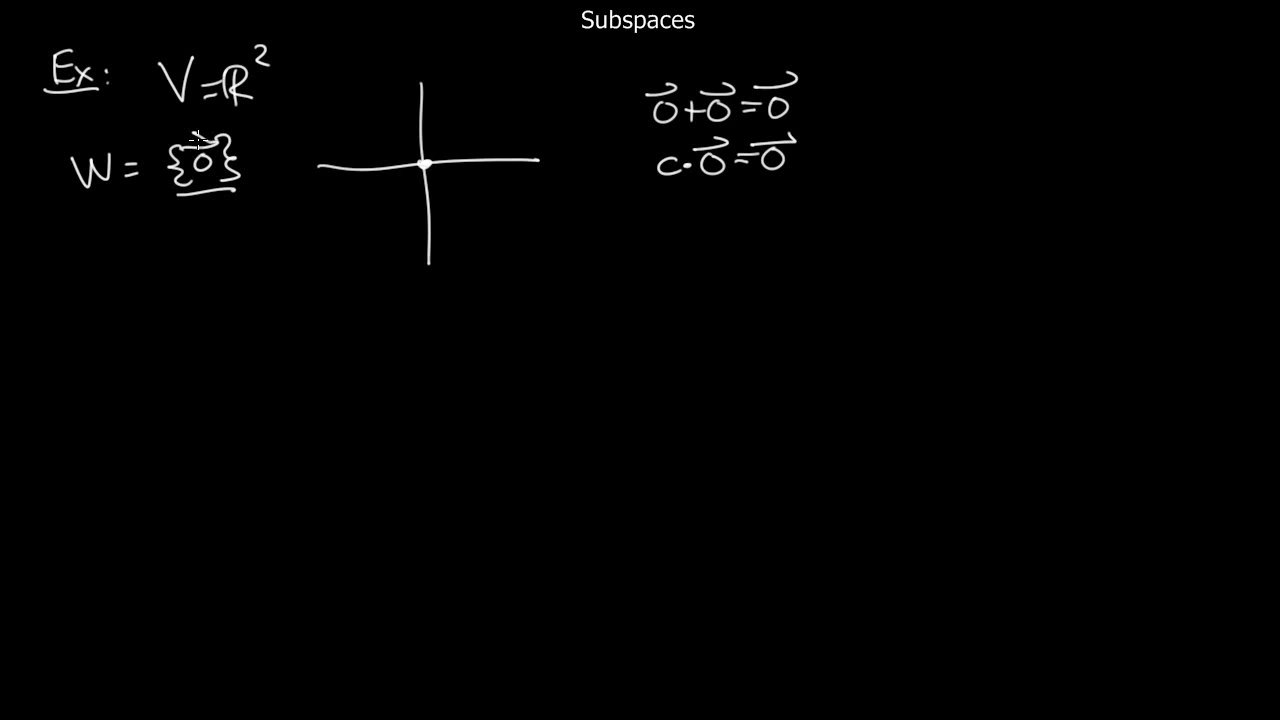 Subspaces
Ex: V=ℝ²
W = {0⃗}
0⃗+0⃗=0⃗
c·0⃗=0⃗